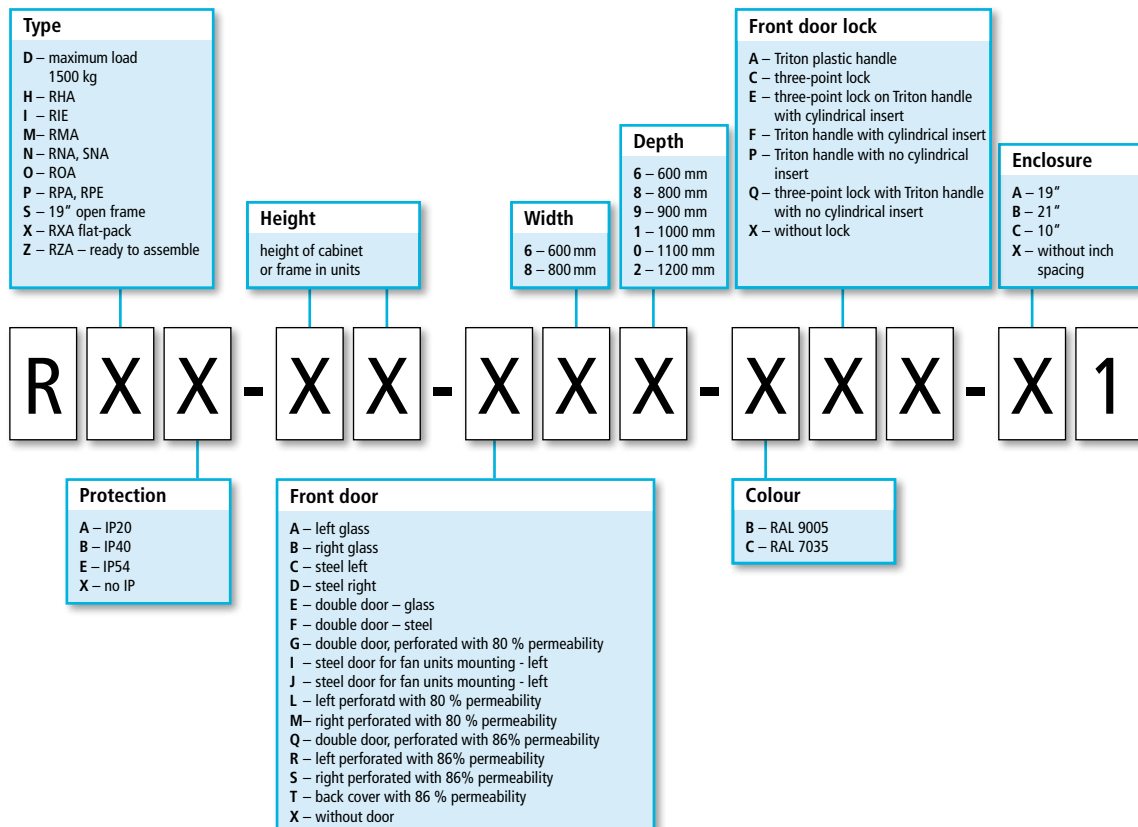 Type
D – maximum load
1500 kg
H – RHA
I – RIE
M– RMA
N – RNA, SNA
O – ROA
P – RPA, RPE
S – 19” open frame
X – RXA flat-pack
Z – RZA – ready to assemble
Height
height of cabinet
or frame in units
Width
6 – 600 mm
8 – 800 mm
Depth
6 – 600 mm
8 – 800 mm
9 – 900 mm
1 – 1000 mm
0 – 1100 mm
2 – 1200 mm
Front door lock
A – Triton plastic handle
C – three-point lock
E – three-point lock on Triton handle
with cylindrical insert
F – Triton handle with cylindrical insert
P – Triton handle with no cylindrical
insert
Q – three-point lock with Triton handle
with no cylindrical insert
X – without lock
Enclosure
A – 19”
B – 21”
C – 10”
X – without inch
spacing
R X X - X X - X X X - X X X - X 1
Protection
A – IP20
B – IP40
E – IP54
X – no IP
Front door
A – left glass
B – right glass
C – steel left
D – steel right
E – double door – glass
F – double door – steel
G – double door, perforated with 80 % permeability
I – steel door for fan units mounting - left
J – steel door for fan units mounting - left
L – left perforatd with 80 % permeability
M– right perforated with 80 % permeability
Q – double door, perforated with 86% permeability
R – left perforated with 86% permeability
S – right perforated with 86% permeability
T – back cover with 86 % permeability
X – without door
Colour
B – RAL 9005
C – RAL 7035